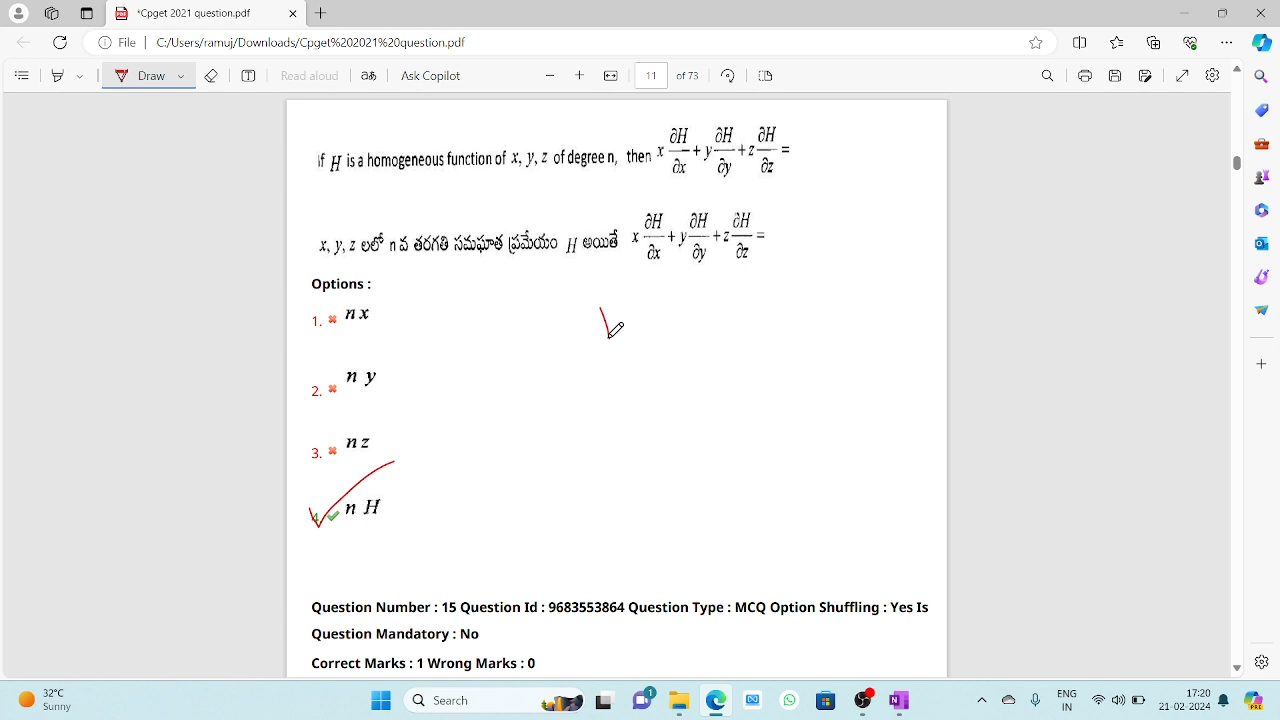 *Cpget 2021 question.pdf
File C:/Users/ramuj/Downloads/Cpget%202021%20question.pdf
Draw Read aloud Ask Copilot 11 of 73
If H is a homogeneous function of x, y, z of degree n, then x ∂H/∂x + y ∂H/∂y + z ∂H/∂z =
x, y, z లలో n వ తరగతి సమఘాత ప్రమేయం H అయితే x ∂H/∂x + y ∂H/∂y + z ∂H/∂z =
Options :
1. n x
2. n y
3. n z
4. n H
Question Number : 15 Question Id : 9683553864 Question Type : MCQ Option Shuffling : Yes Is
Question Mandatory : No
Correct Marks : 1 Wrong Marks : 0
32°C
Sunny
Search
1
ENG
IN
17:20
21-02-2024